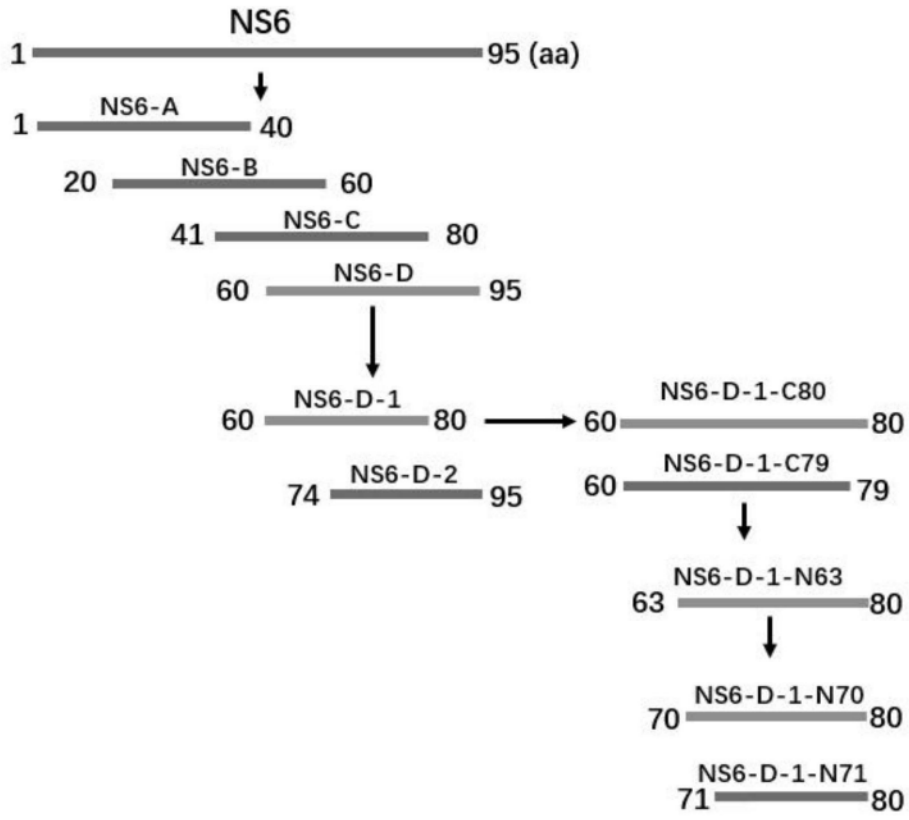 NS6
1 95 (aa)
NS6-A
1 40
NS6-B
20 60
NS6-C
41 80
NS6-D
60 95
NS6-D-1
60 80
NS6-D-2
74 95
NS6-D-1-C80
60 80
NS6-D-1-C79
60 79
NS6-D-1-N63
63 80
NS6-D-1-N70
70 80
NS6-D-1-N71
71 80